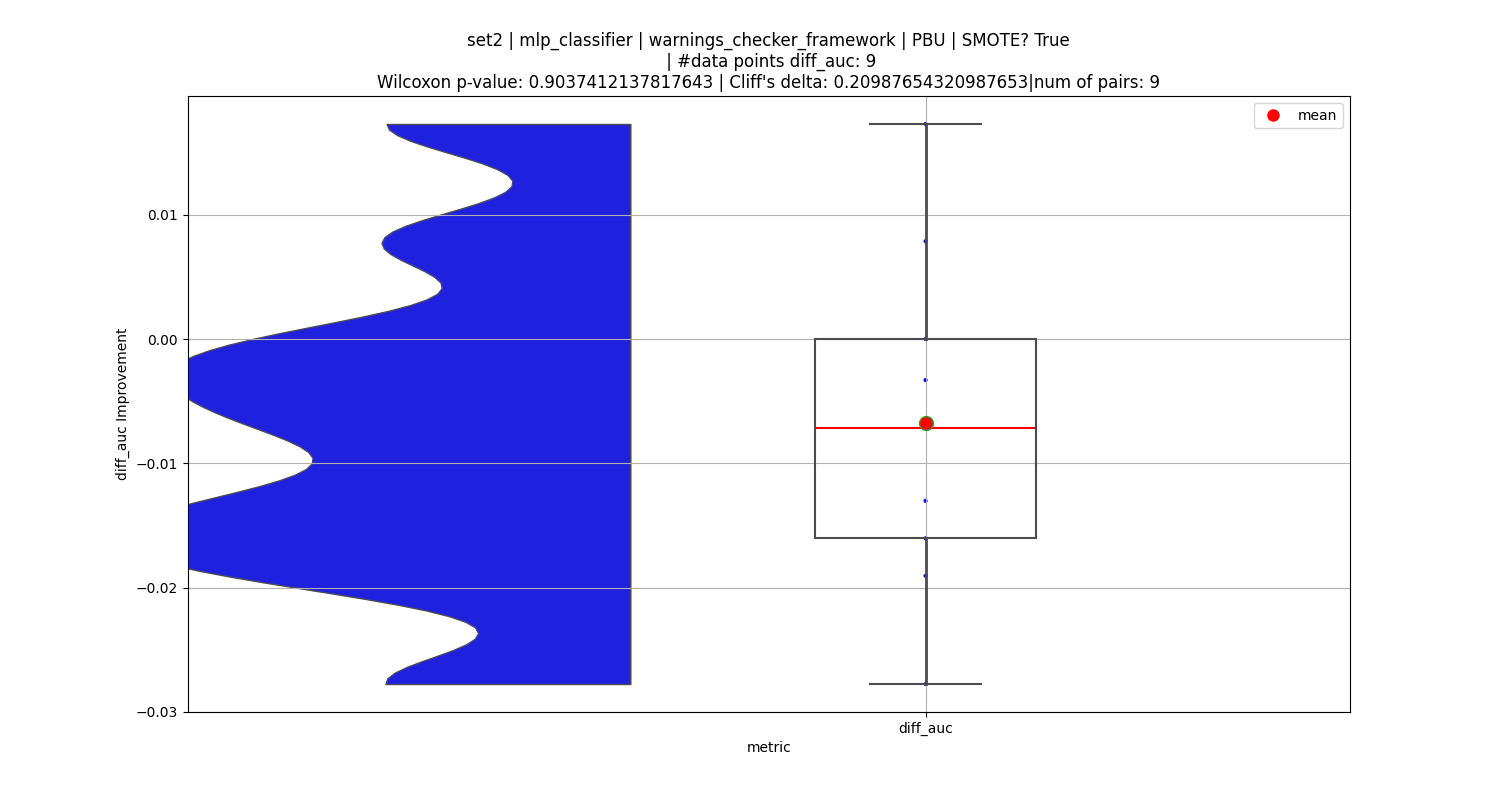 set2 | mlp_classifier | warnings_checker_framework | PBU | SMOTE? True
| #data points diff_auc: 9
Wilcoxon p-value: 0.9037412137817643 | Cliff's delta: 0.20987654320987653|num of pairs: 9
mean
0.01
0.00
−0.01
−0.02
−0.03
diff_auc Improvement
diff_auc
metric